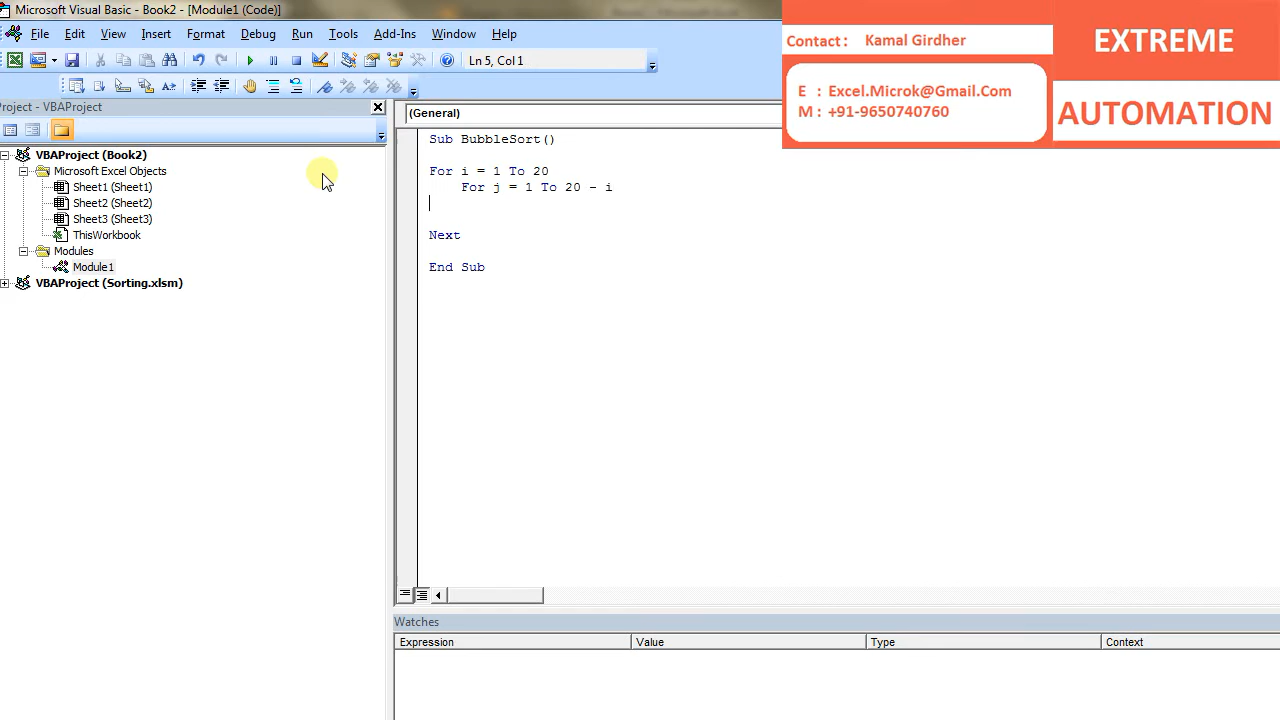 Microsoft Visual Basic - Book2 - [Module1 (Code)]
File Edit View Insert Format Debug Run Tools Add-Ins Window Help
Ln 5, Col 1
Contact : Kamal Girdher
E : Excel.Microk@Gmail.Com
M : +91-9650740760
EXTREME
AUTOMATION
Project - VBAProject
VBAProject (Book2)
Microsoft Excel Objects
Sheet1 (Sheet1)
Sheet2 (Sheet2)
Sheet3 (Sheet3)
ThisWorkbook
Modules
Module1
VBAProject (Sorting.xlsm)
(General)
Sub BubbleSort()
For i = 1 To 20
For j = 1 To 20 - i
Next
End Sub
Watches
Expression Value Type Context